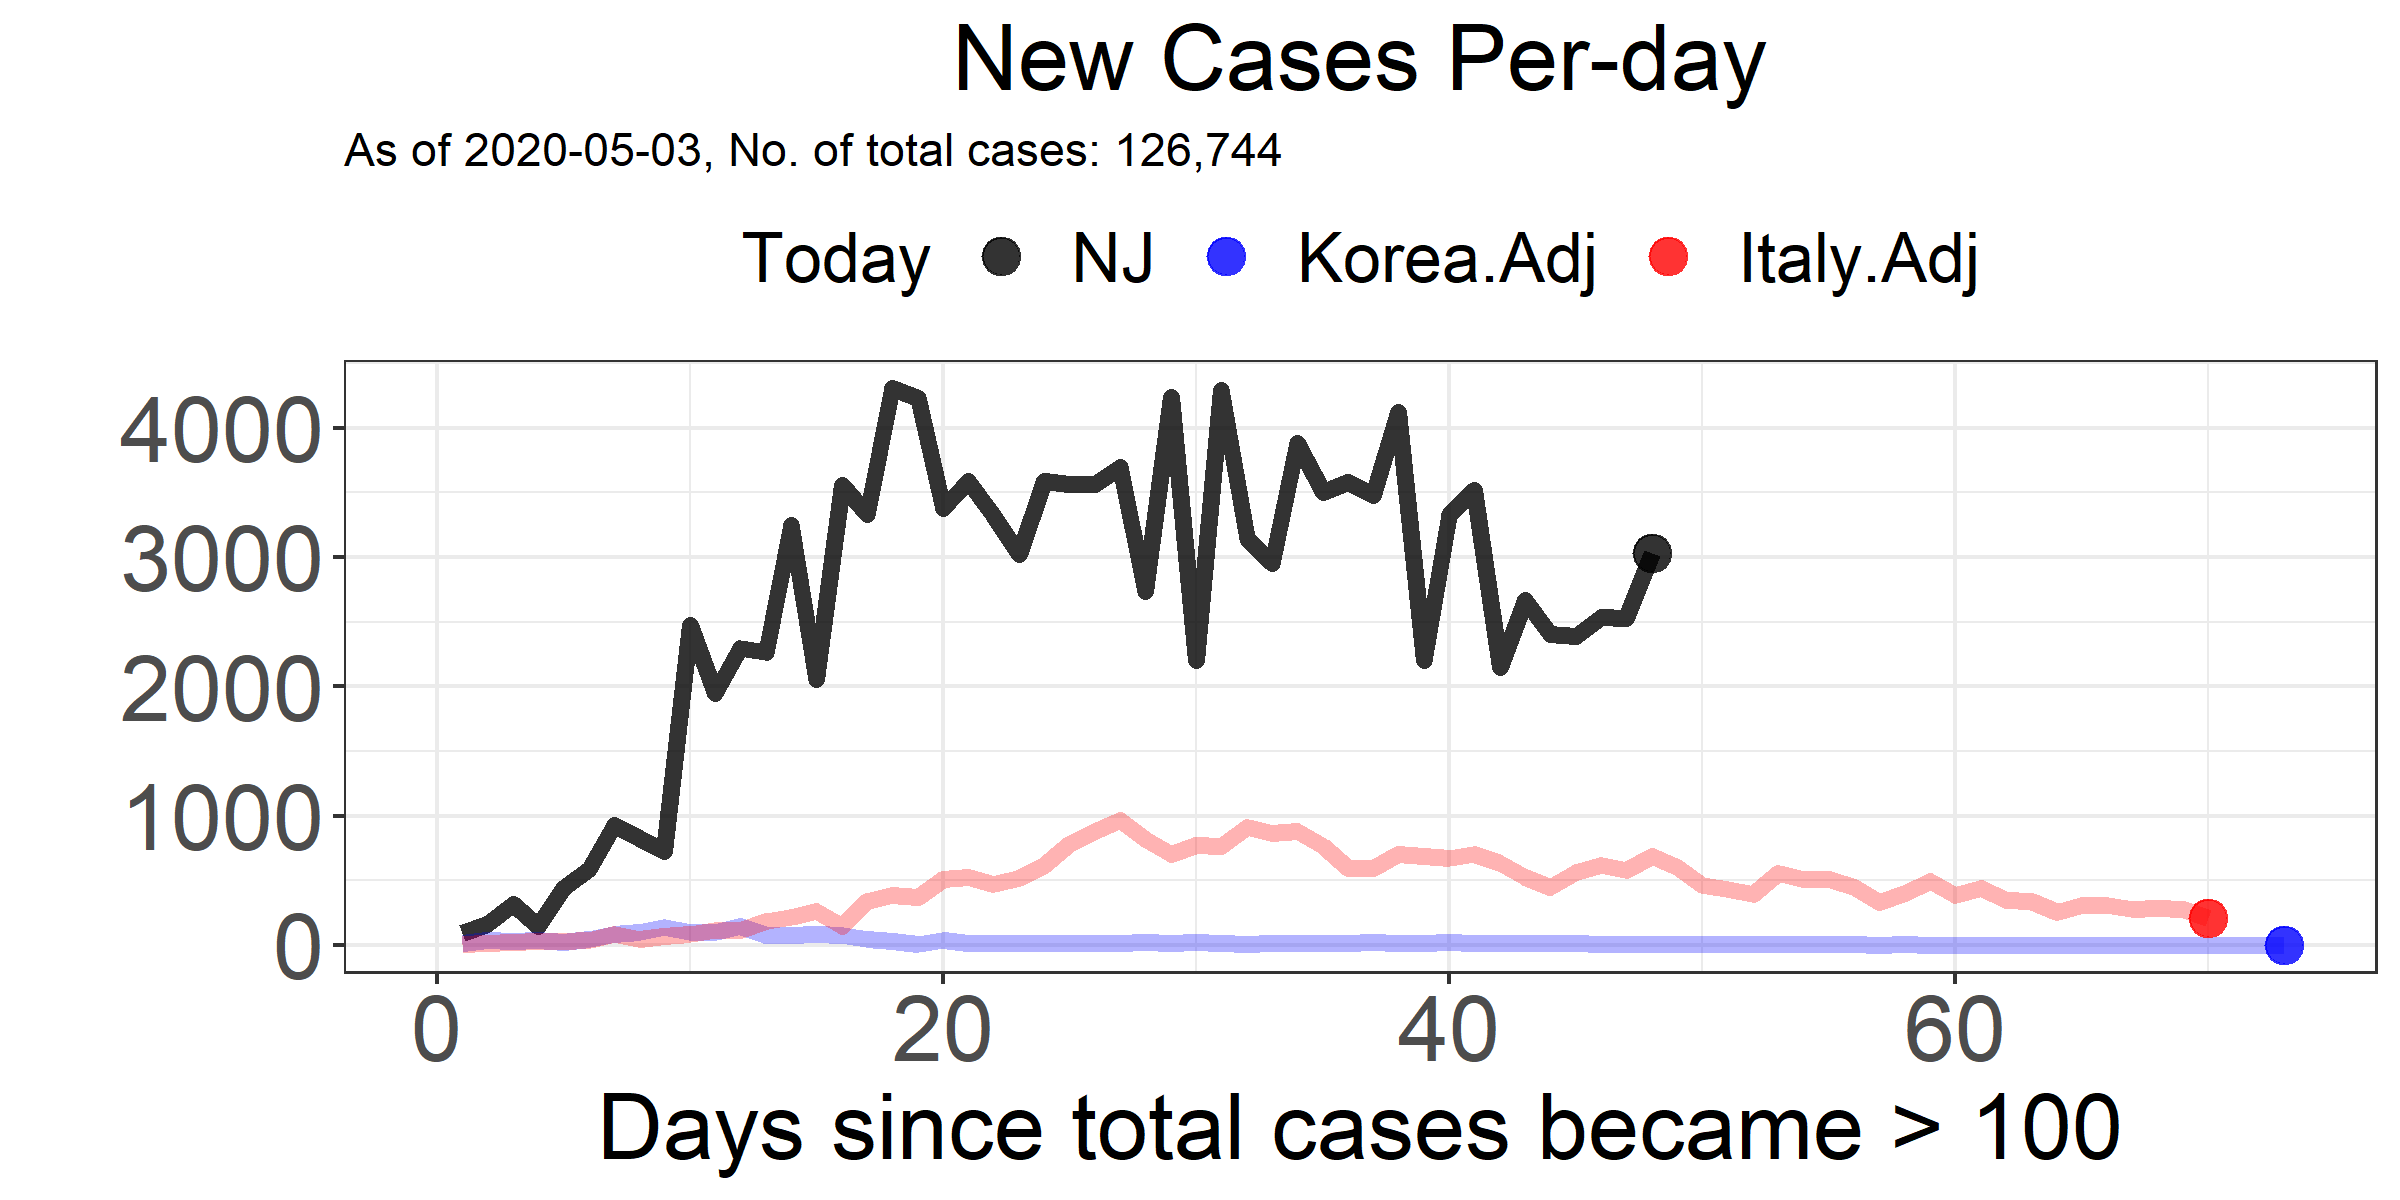 New Cases Per-day
As of 2020-05-03, No. of total cases: 126,744
Today NJ Korea.Adj Italy.Adj
4000
3000
2000
1000
0
0 20 40 60
Days since total cases became > 100